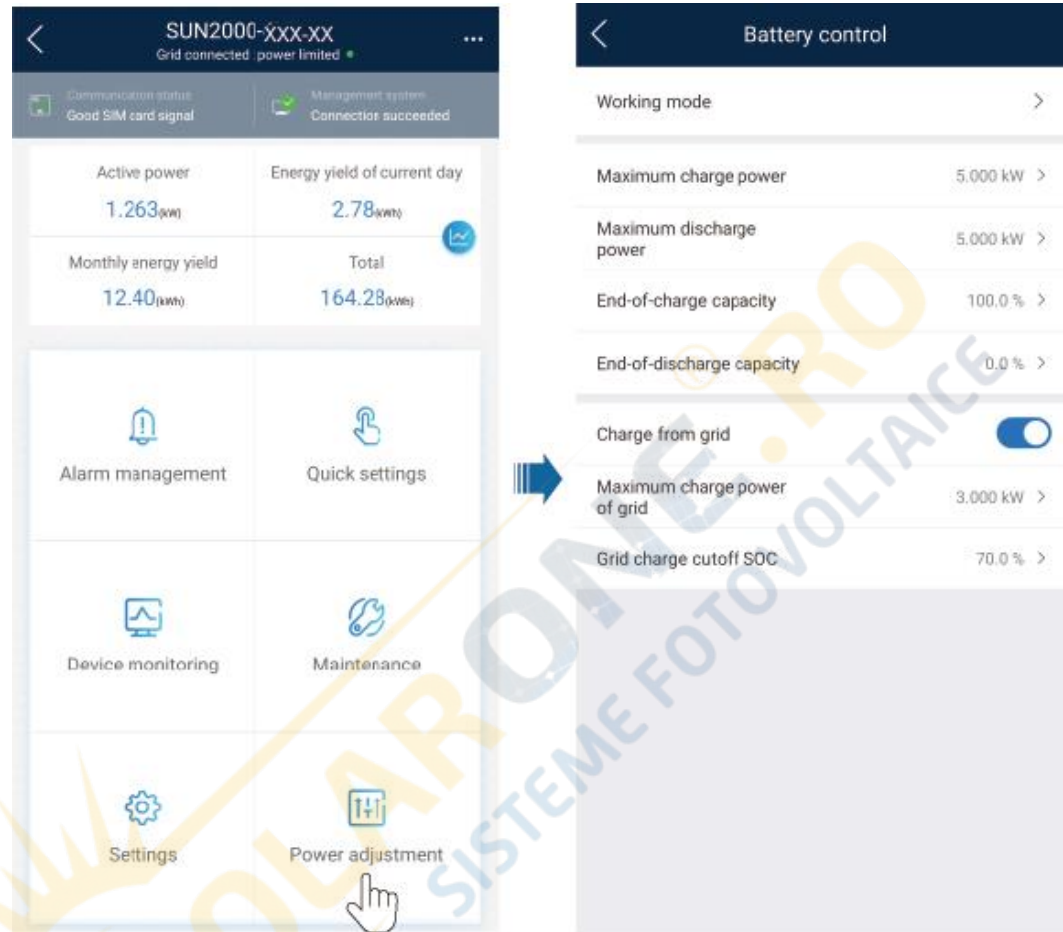 SUN2000-XXX-XX
Grid connected :power limited
Communication status
Good SIM card signal
Management system
Connection succeeded
Active power
1.263(kW)
Energy yield of current day
2.78(kWh)
Monthly energy yield
12.40(kWh)
Total
164.28(kWh)
Alarm management
Quick settings
Device monitoring
Maintenance
Settings
Power adjustment
Battery control
Working mode
Maximum charge power
5.000 kW
Maximum discharge
power
5.000 kW
End-of-charge capacity
100.0 %
End-of-discharge capacity
0.0 %
Charge from grid
Maximum charge power
of grid
3.000 kW
Grid charge cutoff SOC
70.0 %
OLARONE.RO
®
SISTEME FOTOVOLTAICE